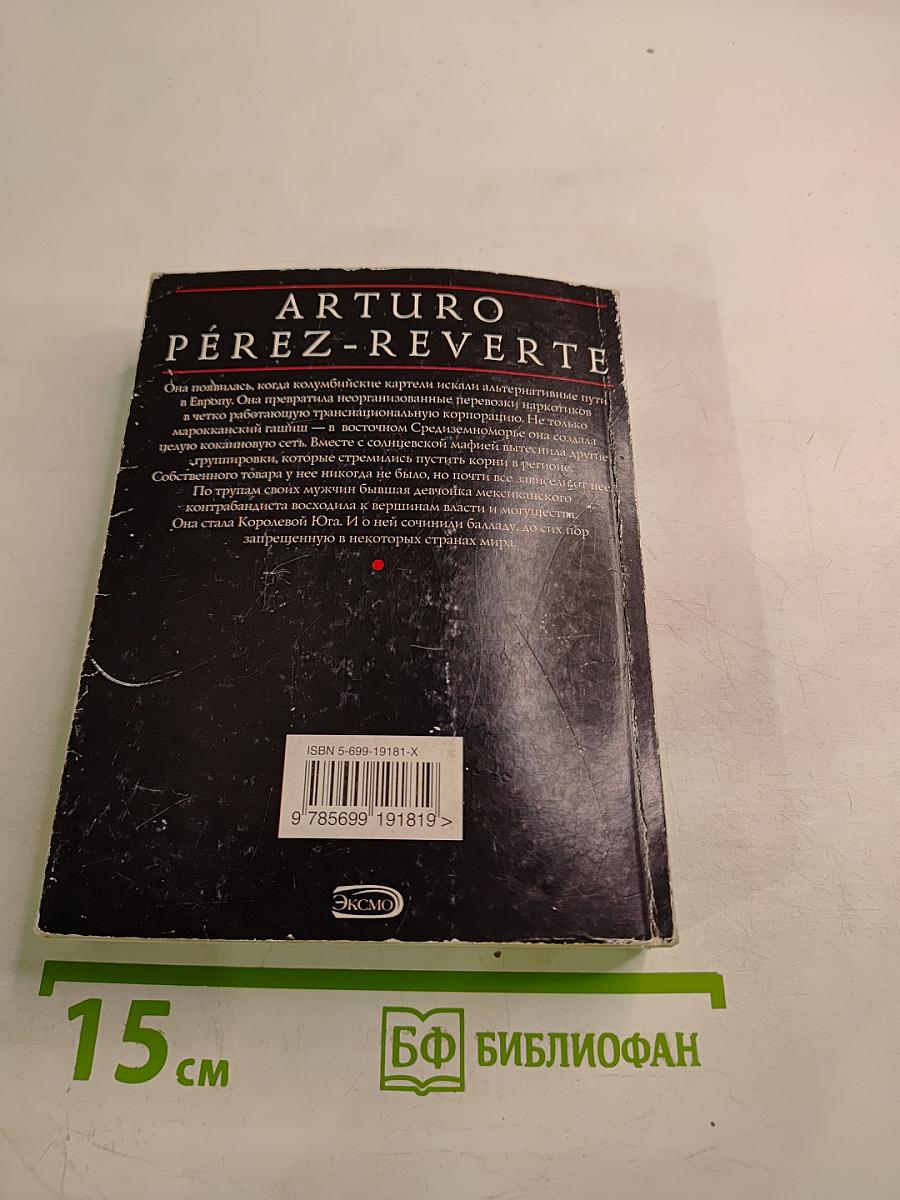 ARTURO
PÉREZ-REVERTE
Она появилась, когда колумбийские картели искали альтернативные пути
в Европу. Она превратила неорганизованные перевозки наркотиков
в четко работающую транснациональную корпорацию. Не только
марокканский гашиш — в восточном Средиземноморье она создала
целую кокаиновую сеть. Вместе с солнцевской мафией вытеснила другие
группировки, которые стремились пустить корни в регионе.
Собственного товара у нее никогда не было, но почти все зависело от нее.
По трупам своих мужчин бывшая девчонка мексиканского
контрабандиста восходила к вершинам власти и могущества.
Она стала Королевой Юга. И о ней сочинили балладу, до сих пор
запрещенную в некоторых странах мира.
ISBN 5-699-19181-X
9 785699 191819 >
ЭКСМО
15 см
БФ БИБЛИОФАН